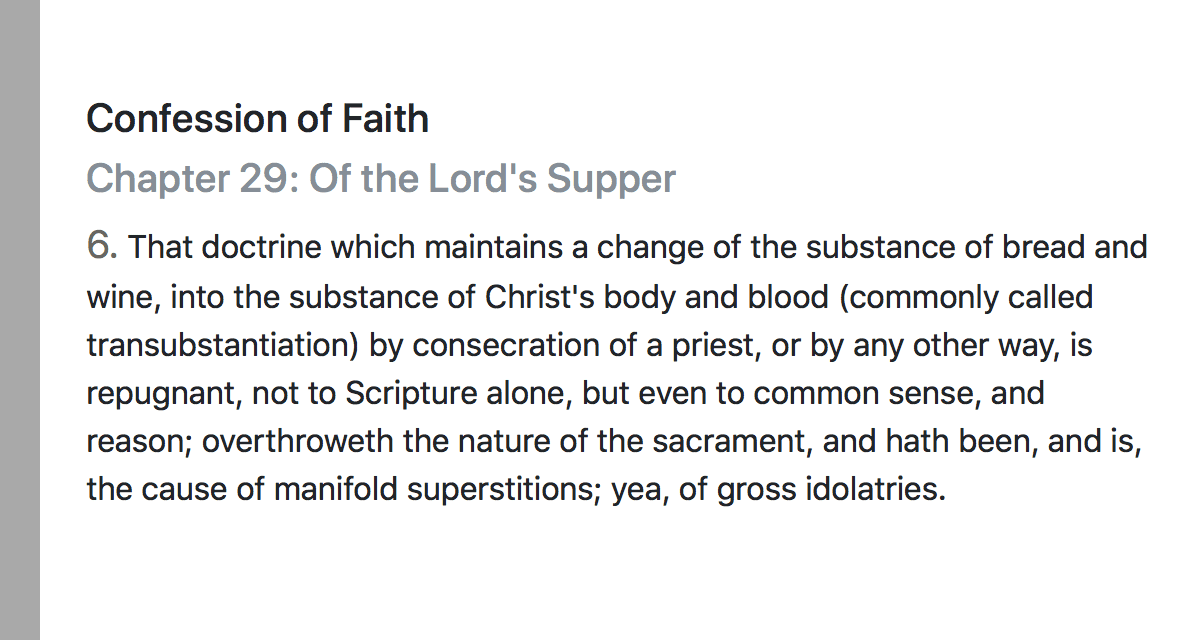 Confession of Faith
Chapter 29: Of the Lord's Supper
6. That doctrine which maintains a change of the substance of bread and
wine, into the substance of Christ's body and blood (commonly called
transubstantiation) by consecration of a priest, or by any other way, is
repugnant, not to Scripture alone, but even to common sense, and
reason; overthroweth the nature of the sacrament, and hath been, and is,
the cause of manifold superstitions; yea, of gross idolatries.